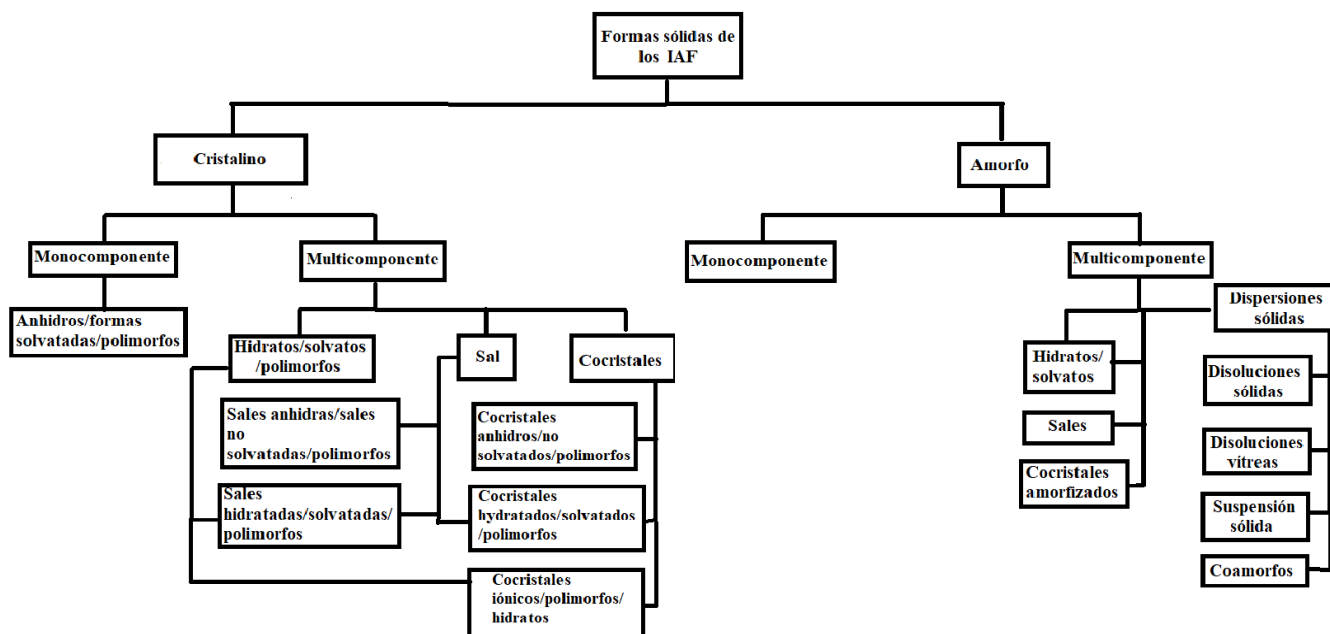 Formas sólidas de
los IAF
Cristalino
Amorfo
Monocomponente
Multicomponente
Monocomponente
Multicomponente
Anhidros/formas
solvatadas/polimorfos
Hidratos/solvatos
/polimorfos
Sal
Cocristales
Sales anhidras/sales
no
solvatadas/polimorfos
Cocristales
anhidros/no
solvatados/polimorfos
Sales
hidratadas/solvatadas/
polimorfos
Cocristales
hydratados/solvatados
/polimorfos
Cocristales
iónicos/polimorfos/
hidratos
Hidratos/
solvatos
Sales
Cocristales
amorfizados
Dispersiones
sólidas
Disoluciones
sólidas
Disoluciones
vítreas
Suspensión
sólida
Coamorfos